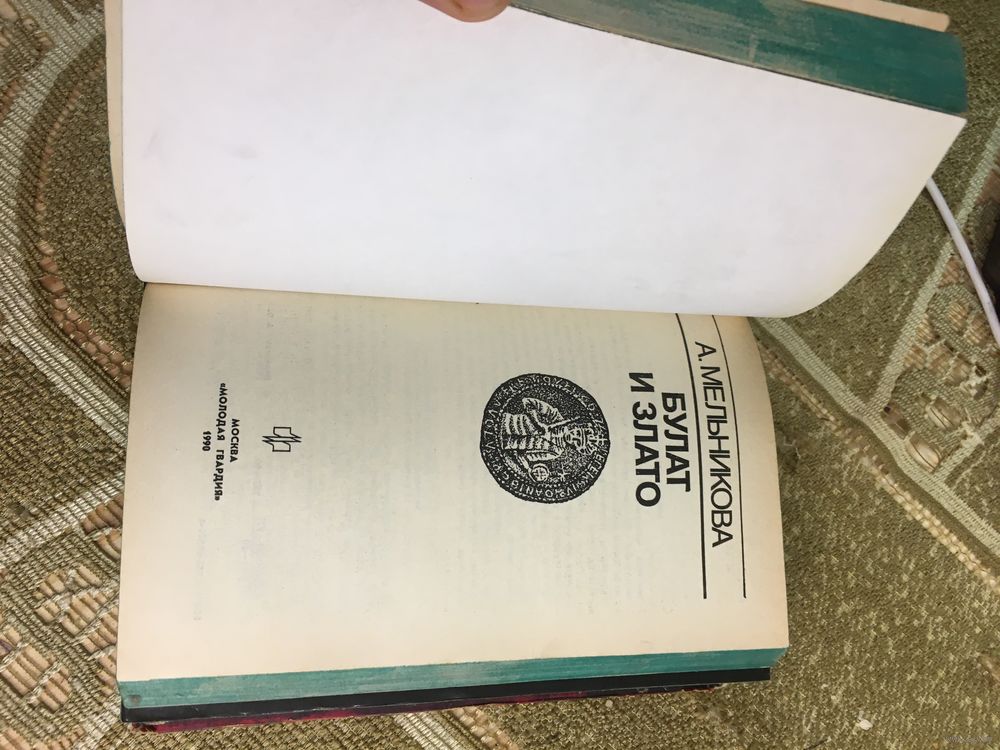 А. МЕЛЬНИКОВА
БУЛАТ
И ЗЛАТО
МОСКВА
«МОЛОДАЯ ГВАРДИЯ»
1990